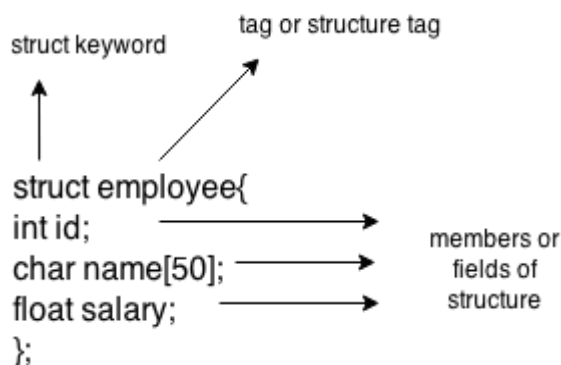 struct keyword
tag or structure tag
struct employee{
int id;
char name[50];
float salary;
};
members or
fields of
structure